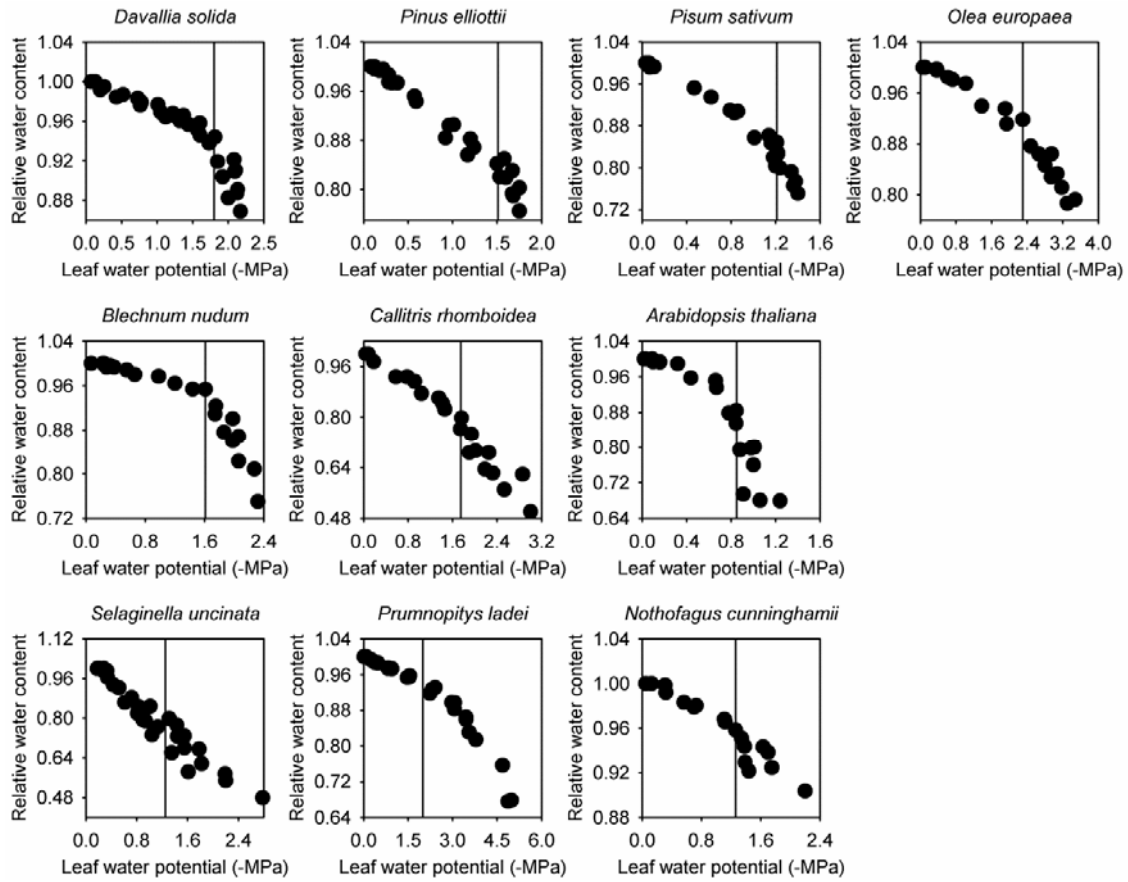 Davallia solida
Relative water content
1.04
1.00
0.96
0.92
0.88
0.0 0.5 1.0 1.5 2.0 2.5
Leaf water potential (-MPa)
Pinus elliottii
Relative water content
1.04
0.96
0.88
0.80
0.0 0.5 1.0 1.5 2.0
Leaf water potential (-MPa)
Pisum sativum
Relative water content
1.04
0.96
0.88
0.80
0.72
0.0 0.4 0.8 1.2 1.6
Leaf water potential (-MPa)
Olea europaea
Relative water content
1.04
0.96
0.88
0.80
0.0 0.8 1.6 2.4 3.2 4.0
Leaf water potential (-MPa)
Blechnum nudum
Relative water content
1.04
0.96
0.88
0.80
0.72
0.0 0.8 1.6 2.4
Leaf water potential (-MPa)
Callitris rhomboidea
Relative water content
0.96
0.80
0.64
0.48
0.0 0.8 1.6 2.4 3.2
Leaf water potential (-MPa)
Arabidopsis thaliana
Relative water content
1.04
0.96
0.88
0.80
0.72
0.64
0.0 0.4 0.8 1.2 1.6
Leaf water potential (-MPa)
Selaginella uncinata
Relative water content
1.12
0.96
0.80
0.64
0.48
0.0 0.8 1.6 2.4
Leaf water potential (-MPa)
Prumnopitys ladei
Relative water content
1.04
0.96
0.88
0.80
0.72
0.64
0.0 1.5 3.0 4.5 6.0
Leaf water potential (-MPa)
Nothofagus cunninghamii
Relative water content
1.04
1.00
0.96
0.92
0.88
0.0 0.8 1.6 2.4
Leaf water potential (-MPa)